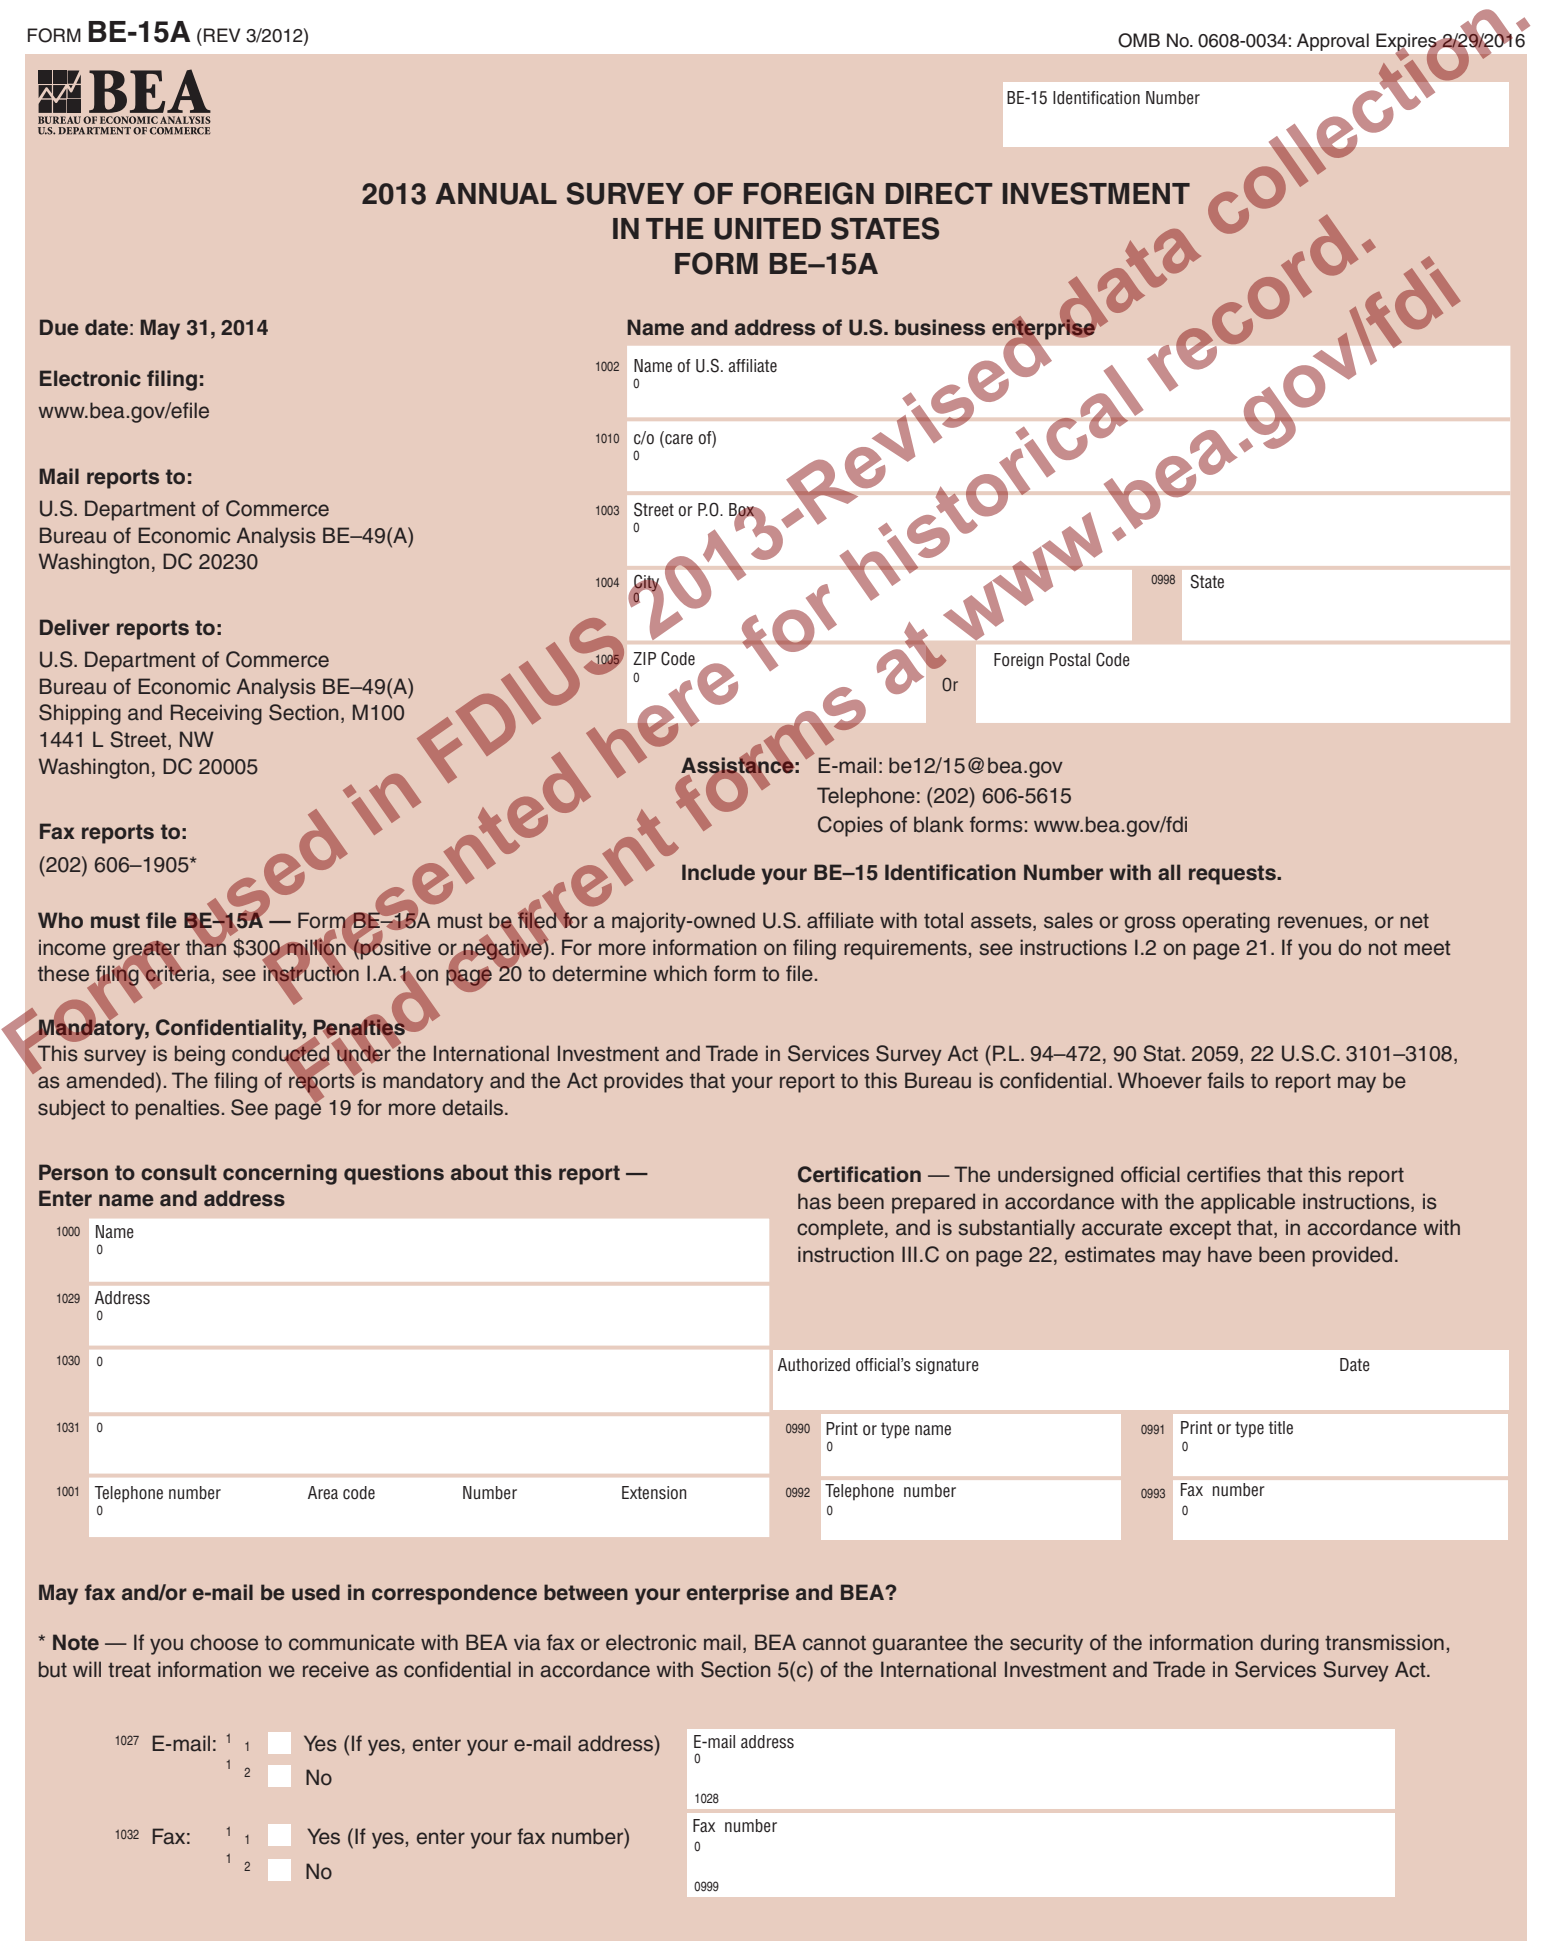 FORM BE-15A (REV 3/2012)
OMB No. 0608-0034: Approval Expires 2/29/2016
BEA
BUREAU OF ECONOMIC ANALYSIS
U.S. DEPARTMENT OF COMMERCE
BE-15 Identification Number
2013 ANNUAL SURVEY OF FOREIGN DIRECT INVESTMENT
IN THE UNITED STATES
FORM BE–15A
Due date: May 31, 2014
Electronic filing:
www.bea.gov/efile
Mail reports to:
U.S. Department of Commerce
Bureau of Economic Analysis BE–49(A)
Washington, DC 20230
Deliver reports to:
U.S. Department of Commerce
Bureau of Economic Analysis BE–49(A)
Shipping and Receiving Section, M100
1441 L Street, NW
Washington, DC 20005
Fax reports to:
(202) 606–1905*
Name and address of U.S. business enterprise
1002 Name of U.S. affiliate
0
1010 c/o (care of)
0
1003 Street or P.O. Box
0
1004 City
0
0998 State
1005 ZIP Code
0
Or
Foreign Postal Code
Assistance: E-mail: be12/15@bea.gov
Telephone: (202) 606-5615
Copies of blank forms: www.bea.gov/fdi
Include your BE–15 Identification Number with all requests.
Form used in FDIUS 2013-Revised data collection.
Presented here for historical record.
Find current forms at www.bea.gov/fdi
Who must file BE–15A — Form BE–15A must be filed for a majority-owned U.S. affiliate with total assets, sales or gross operating revenues, or net
income greater than $300 million (positive or negative). For more information on filing requirements, see instructions I.2 on page 21. If you do not meet
these filing criteria, see instruction I.A.1 on page 20 to determine which form to file.
Mandatory, Confidentiality, Penalties
This survey is being conducted under the International Investment and Trade in Services Survey Act (P.L. 94–472, 90 Stat. 2059, 22 U.S.C. 3101–3108,
as amended). The filing of reports is mandatory and the Act provides that your report to this Bureau is confidential. Whoever fails to report may be
subject to penalties. See page 19 for more details.
Person to consult concerning questions about this report —
Enter name and address
1000 Name
0
1029 Address
0
1030 0
1031 0
1001 Telephone number Area code Number Extension
0
Certification — The undersigned official certifies that this report
has been prepared in accordance with the applicable instructions, is
complete, and is substantially accurate except that, in accordance with
instruction III.C on page 22, estimates may have been provided.
Authorized official's signature Date
0990 Print or type name
0
0991 Print or type title
0
0992 Telephone number
0
0993 Fax number
0
May fax and/or e-mail be used in correspondence between your enterprise and BEA?
* Note — If you choose to communicate with BEA via fax or electronic mail, BEA cannot guarantee the security of the information during transmission,
but will treat information we receive as confidential in accordance with Section 5(c) of the International Investment and Trade in Services Survey Act.
1027 E-mail: 1 1 Yes (If yes, enter your e-mail address)
1 2 No
E-mail address
0
1028
1032 Fax: 1 1 Yes (If yes, enter your fax number)
1 2 No
Fax number
0
0999